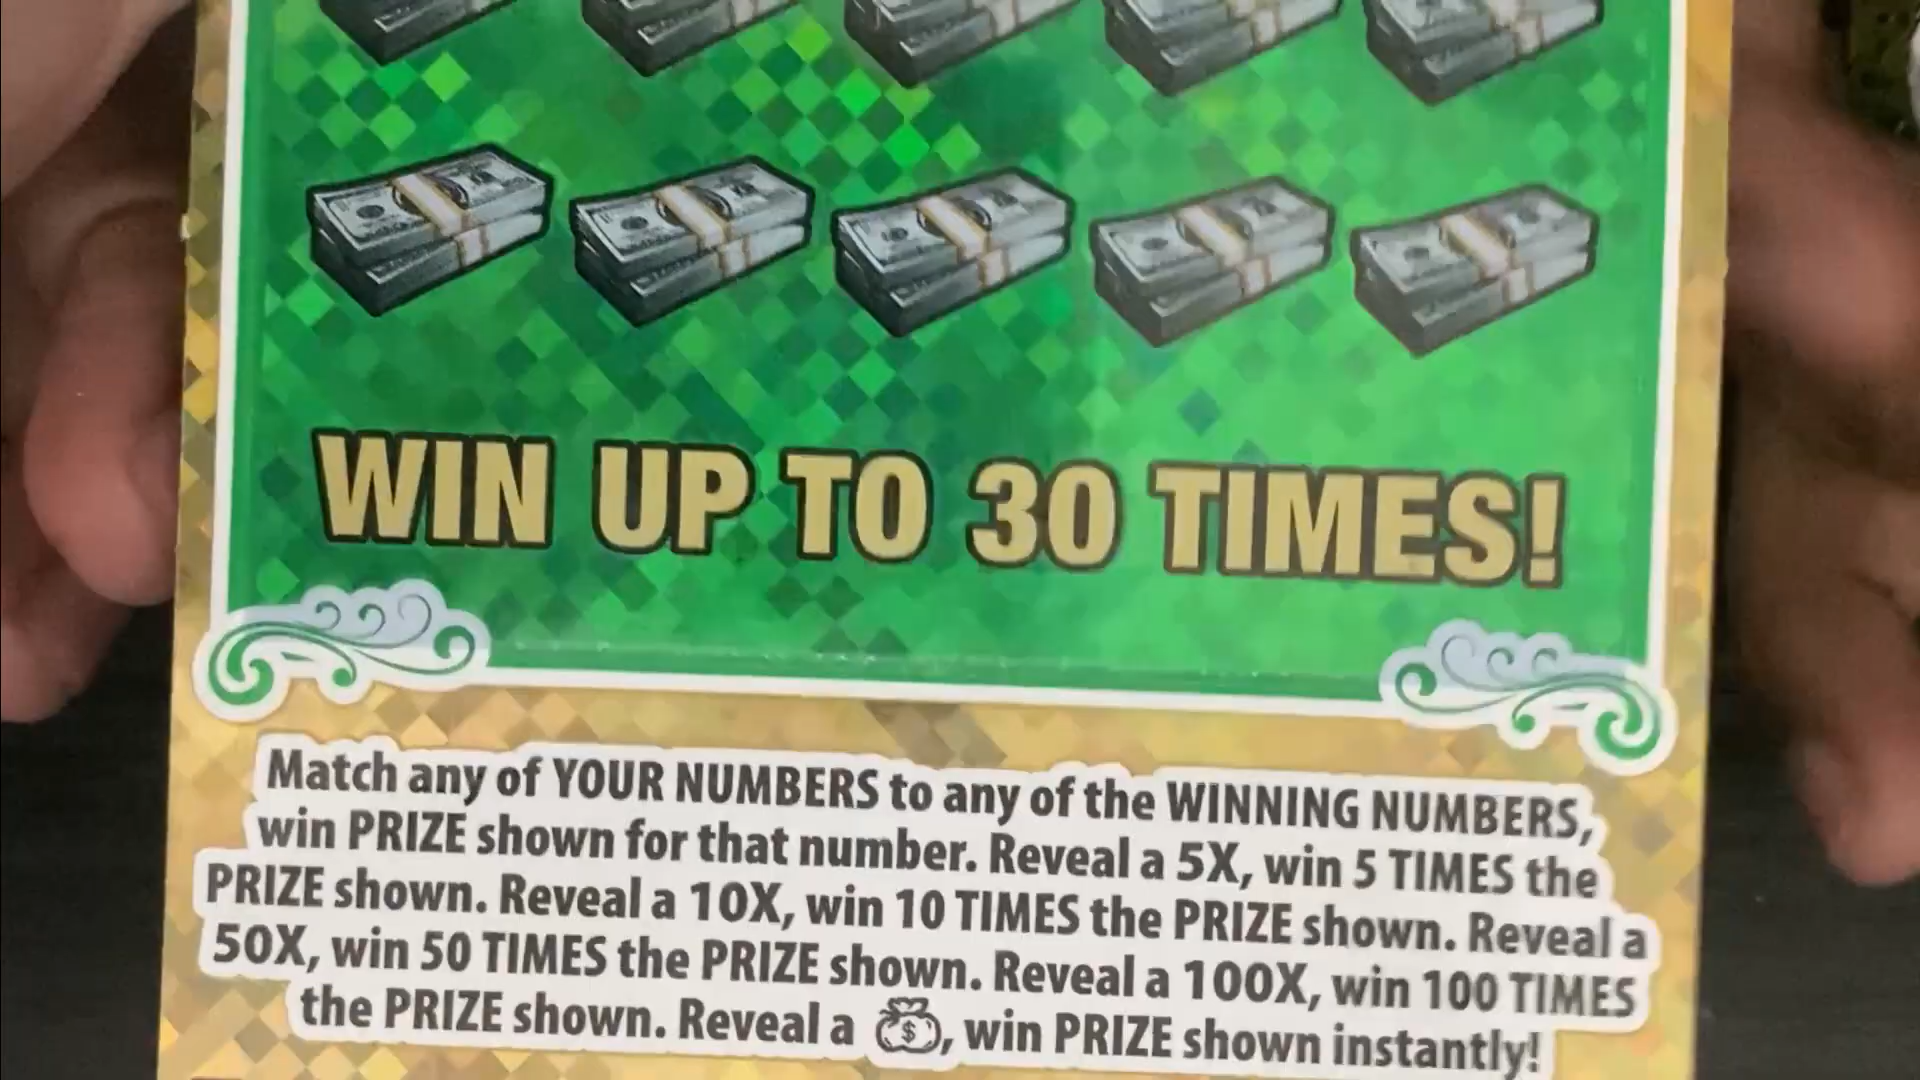 WIN UP TO 30 TIMES!
Match any of YOUR NUMBERS to any of the WINNING NUMBERS,
win PRIZE shown for that number. Reveal a 5X, win 5 TIMES the
PRIZE shown. Reveal a 10X, win 10 TIMES the PRIZE shown. Reveal a
50X, win 50 TIMES the PRIZE shown. Reveal a 100X, win 100 TIMES
the PRIZE shown. Reveal a $, win PRIZE shown instantly!